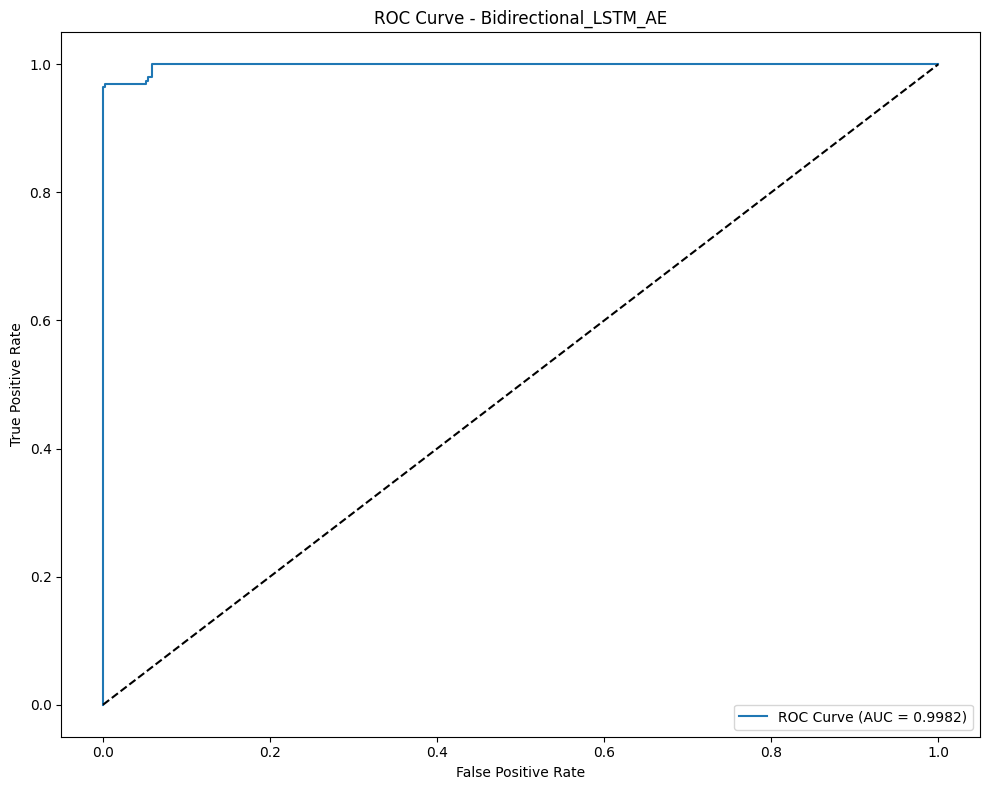 ROC Curve - Bidirectional_LSTM_AE
1.0
0.8
0.6
0.4
0.2
0.0
True Positive Rate
ROC Curve (AUC = 0.9982)
0.0 0.2 0.4 0.6 0.8 1.0
False Positive Rate